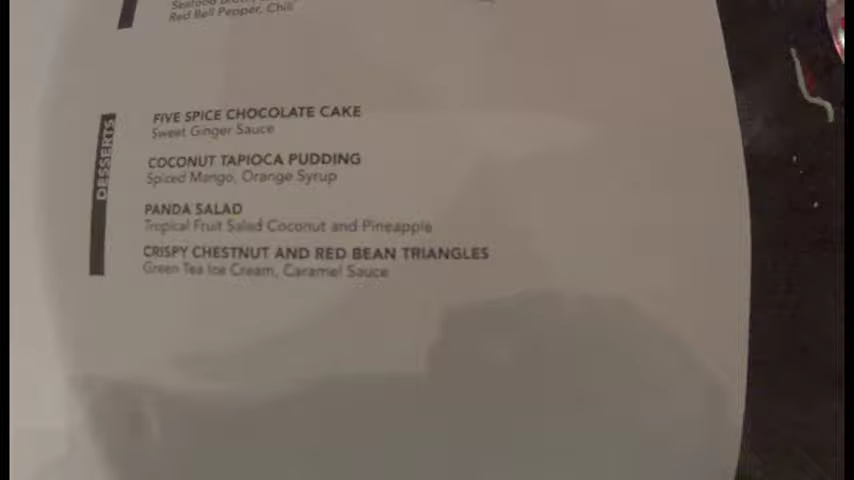 Seafood
Red Bell Pepper, Chili
DESSERTS
FIVE SPICE CHOCOLATE CAKE
Sweet Ginger Sauce
COCONUT TAPIOCA PUDDING
Spiced Mango, Orange Syrup
PANDA SALAD
Tropical Fruit Salad Coconut and Pineapple
CRISPY CHESTNUT AND RED BEAN TRIANGLES
Green Tea Ice Cream, Caramel Sauce